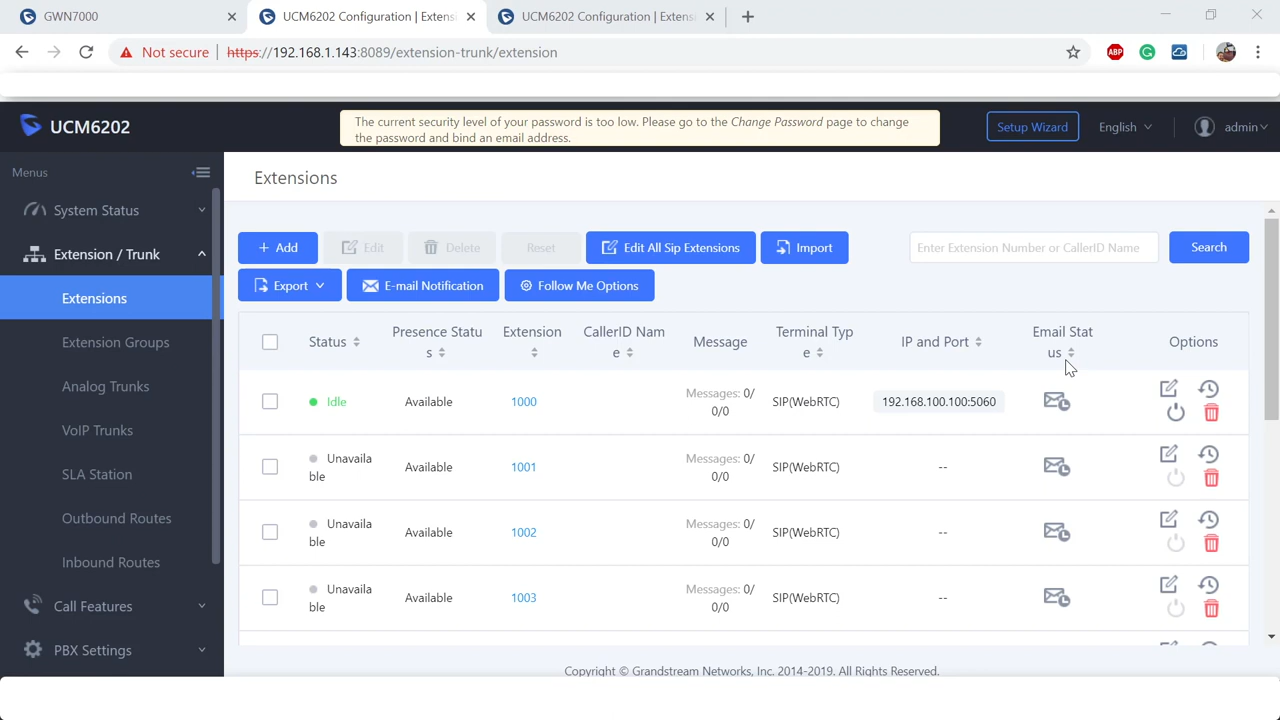 GWN7000
UCM6202 Configuration | Extensi
UCM6202 Configuration | Extensi
Not secure
https://192.168.1.143:8089/extension-trunk/extension
ABP
UCM6202
The current security level of your password is too low. Please go to the Change Password page to change
the password and bind an email address.
Setup Wizard
English
admin
Menus
System Status
Extension / Trunk
Extensions
Extension Groups
Analog Trunks
VoIP Trunks
SLA Station
Outbound Routes
Inbound Routes
Call Features
PBX Settings
Extensions
+ Add
Edit
Delete
Reset
Edit All Sip Extensions
Import
Enter Extension Number or CallerID Name
Search
Export
E-mail Notification
Follow Me Options
Status
Presence Statu
s
Extension
CallerID Nam
e
Message
Terminal Typ
e
IP and Port
Email Stat
us
Options
Idle
Available
1000
Messages: 0/
0/0
SIP(WebRTC)
192.168.100.100:5060
Unavaila
ble
Available
1001
Messages: 0/
0/0
SIP(WebRTC)
--
Unavaila
ble
Available
1002
Messages: 0/
0/0
SIP(WebRTC)
--
Unavaila
ble
Available
1003
Messages: 0/
0/0
SIP(WebRTC)
--
Copyright © Grandstream Networks, Inc. 2014-2019. All Rights Reserved.